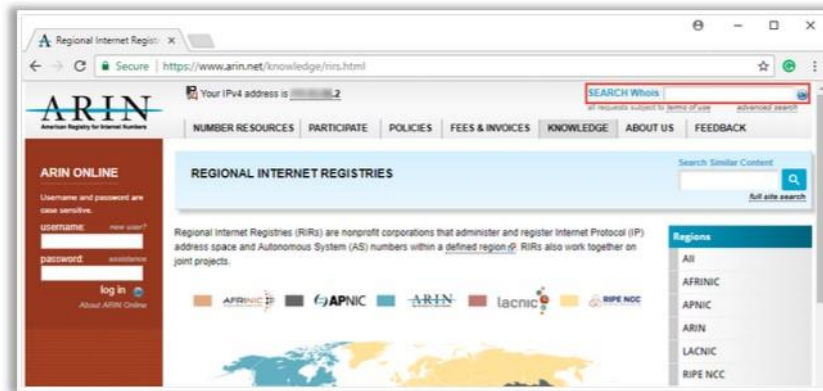 Regional Internet Regist
Secure
https://www.arin.net/knowledge/rirs.html
Your IPv4 address is .2
SEARCH Whois
all requests subject to terms of use
advanced search
ARIN
American Registry for Internet Numbers
NUMBER RESOURCES
PARTICIPATE
POLICIES
FEES & INVOICES
KNOWLEDGE
ABOUT US
FEEDBACK
ARIN ONLINE
Username and password are
case sensitive.
username:
new user?
password:
assistance
log in
About ARIN Online
REGIONAL INTERNET REGISTRIES
Search Similar Content
full site search
Regional Internet Registries (RIRs) are nonprofit corporations that administer and register Internet Protocol (IP)
address space and Autonomous System (AS) numbers within a defined region. RIRs also work together on
joint projects.
AFRINIC
APNIC
ARIN
lacnic
RIPE NCC
Regions
All
AFRINIC
APNIC
ARIN
LACNIC
RIPE NCC